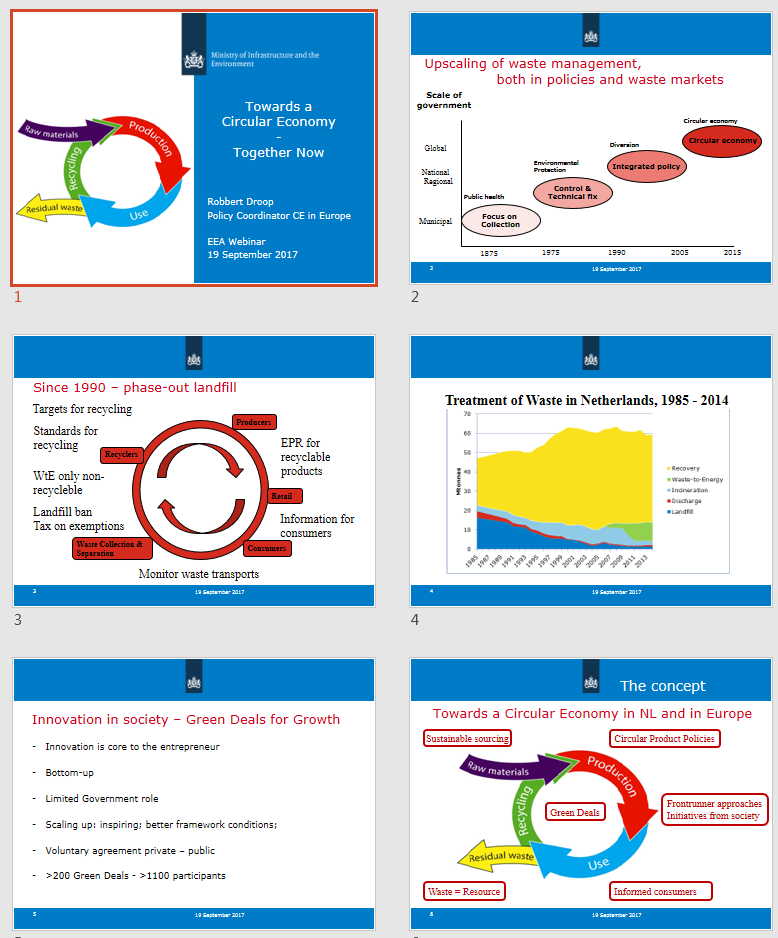 Ministry of Infrastructure and the
Environment
Towards a
Circular Economy
-
Together Now
Robbert Droop
Policy Coordinator CE in Europe
EEA Webinar
19 September 2017
Raw materials
Production
Recycling
Use
Residual waste
1
Upscaling of waste management,
both in policies and waste markets
Scale of
government
Global
National
Regional
Municipal
Circular economy
Circular economy
Diversion
Integrated policy
Environmental
Protection
Control &
Technical fix
Public health
Focus on
Collection
1875
1975
1990
2005
2015
2
19 September 2017
2
Since 1990 – phase-out landfill
Targets for recycling
Standards for
recycling
WtE only non-
recycleble
Landfill ban
Tax on exemptions
Producers
Recyclers
EPR for
recyclable
products
Retail
Information for
consumers
Waste Collection &
Separation
Consumers
Monitor waste transports
3
19 September 2017
3
Treatment of Waste in Netherlands, 1985 - 2014
Mtonnes
70
60
50
40
30
20
10
0
1985
1987
1989
1991
1993
1995
1997
1999
2001
2003
2005
2007
2009
2011
2013
Recovery
Waste-to-Energy
Incineration
Discharge
Landfill
4
19 September 2017
4
Innovation in society – Green Deals for Growth
- Innovation is core to the entrepreneur
- Bottom-up
- Limited Government role
- Scaling up: inspiring; better framework conditions;
- Voluntary agreement private – public
- >200 Green Deals - >1100 participants
5
19 September 2017
The concept
Towards a Circular Economy in NL and in Europe
Sustainable sourcing
Circular Product Policies
Raw materials
Production
Recycling
Green Deals
Frontrunner approaches
Initiatives from society
Residual waste
Use
Waste = Resource
Informed consumers
6
19 September 2017